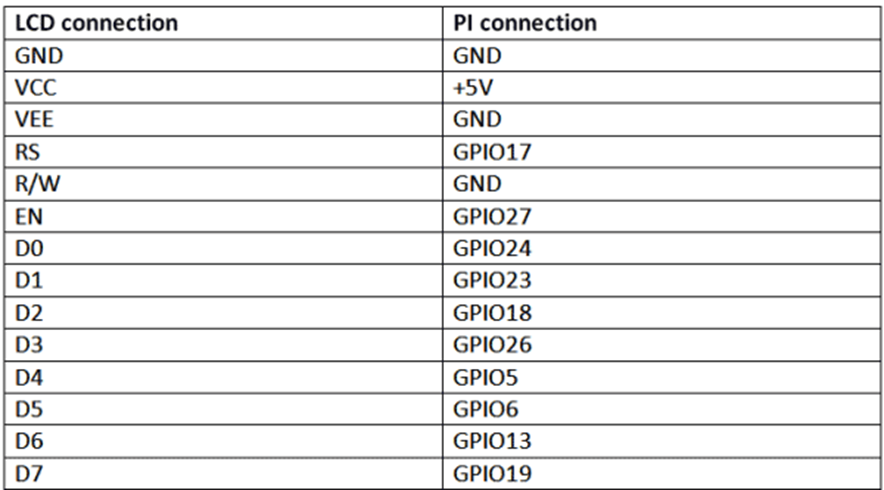 LCD connection PI connection
GND GND
VCC +5V
VEE GND
RS GPIO17
R/W GND
EN GPIO27
D0 GPIO24
D1 GPIO23
D2 GPIO18
D3 GPIO26
D4 GPIO5
D5 GPIO6
D6 GPIO13
D7 GPIO19